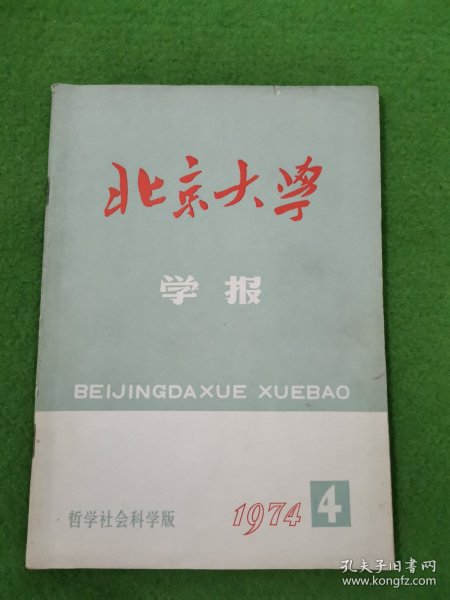 北京大学
学报
BEIJINGDAXUE XUEBAO
哲学社会科学版
1974 4
孔夫子旧书网
www.kongfz.com